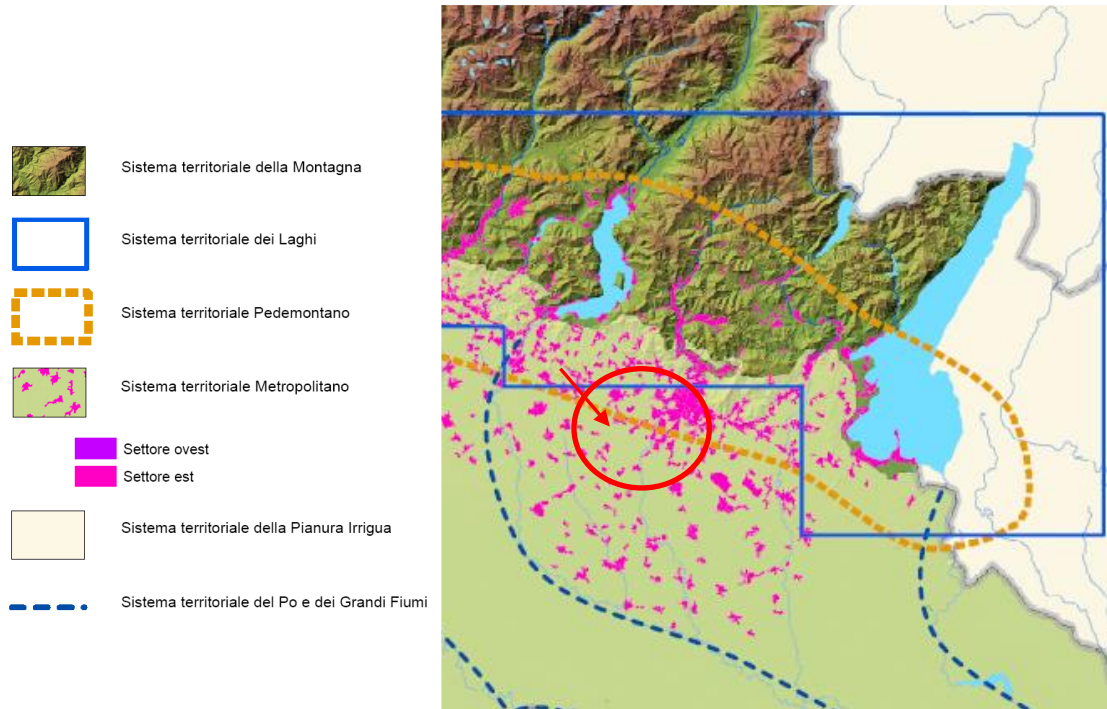 Sistema territoriale della Montagna
Sistema territoriale dei Laghi
Sistema territoriale Pedemontano
Sistema territoriale Metropolitano
Settore ovest
Settore est
Sistema territoriale della Pianura Irrigua
Sistema territoriale del Po e dei Grandi Fiumi